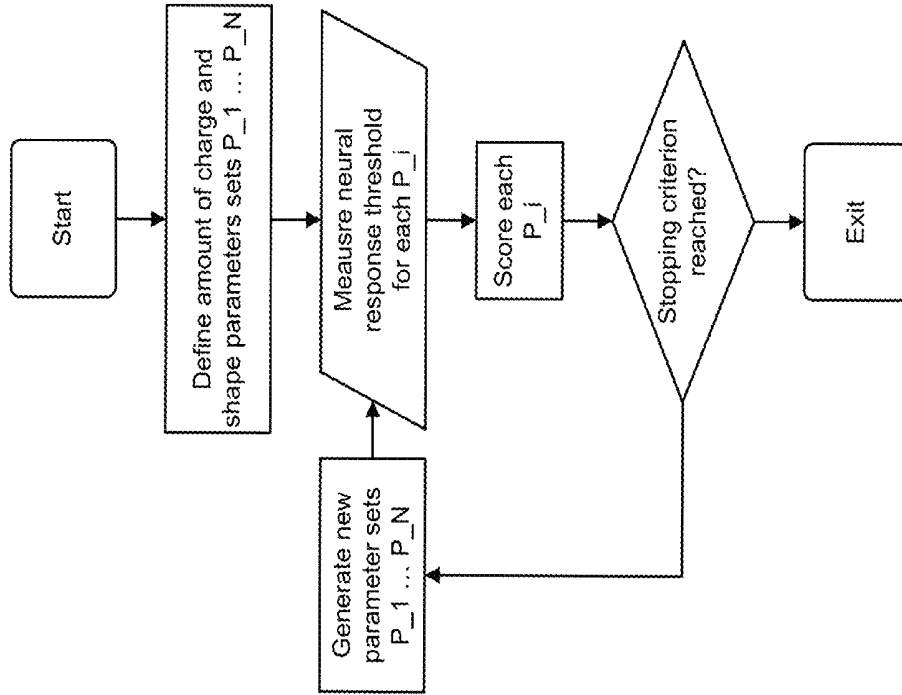 Start
Define amount of charge and
shape parameters sets P_1 ... P_N
Meausre neural
response threshold
for each P_i
Score each
P_i
Stopping criterion
reached?
Generate new
parameter sets
P_1 ... P_N
Exit